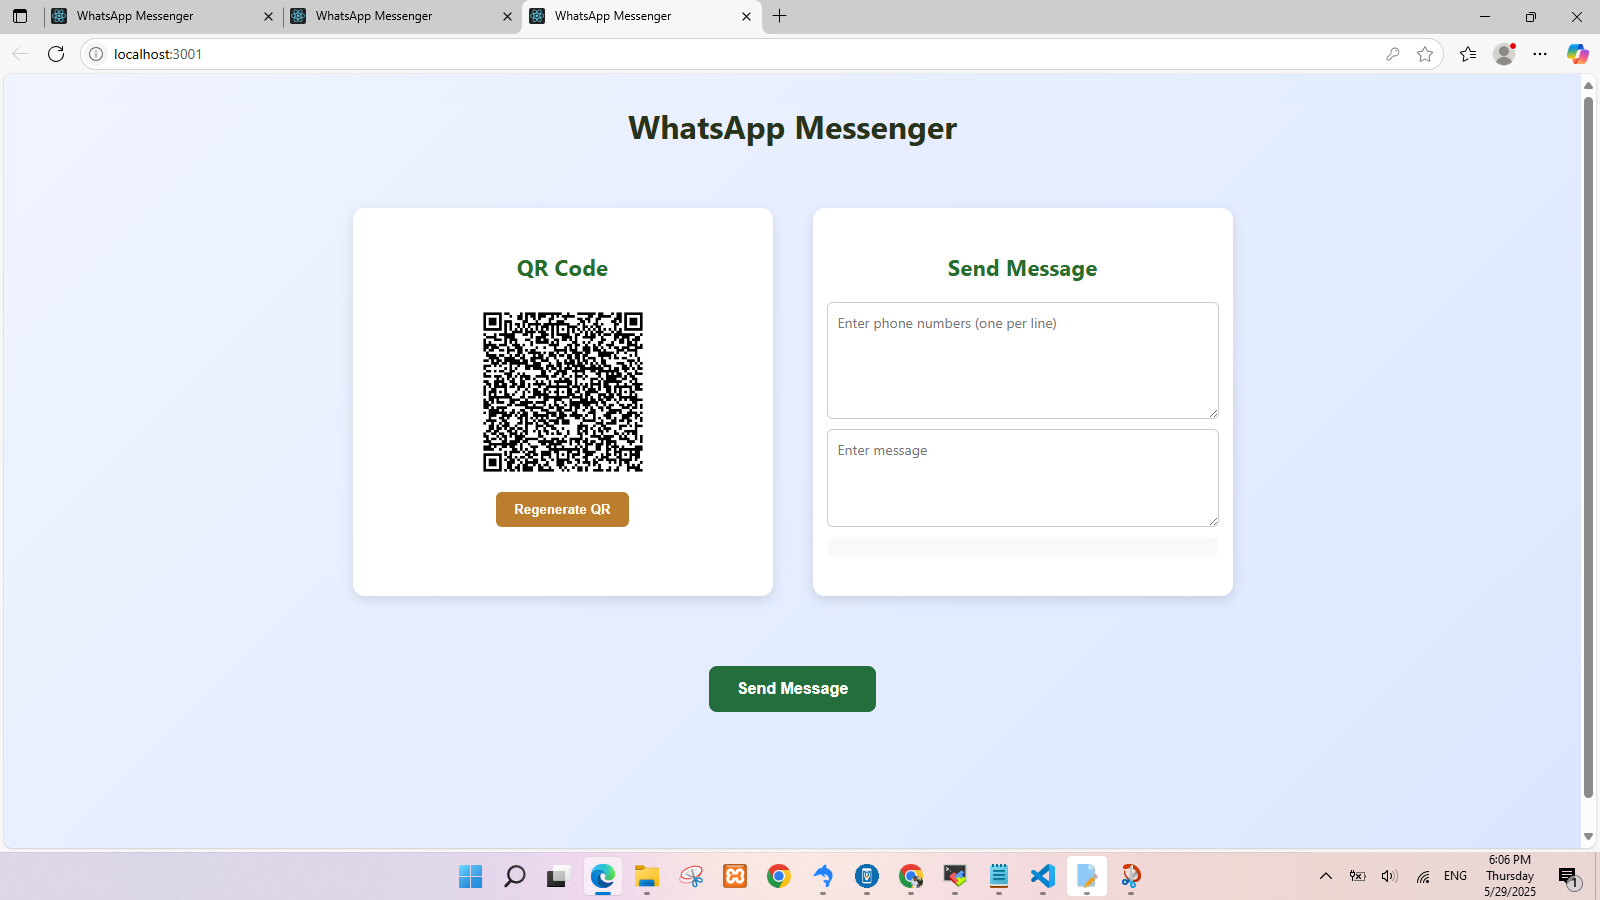 WhatsApp Messenger
WhatsApp Messenger
WhatsApp Messenger
localhost:3001
WhatsApp Messenger
QR Code
Regenerate QR
Send Message
Enter phone numbers (one per line)
Enter message
Send Message
ENG
6:06 PM
Thursday
5/29/2025
1